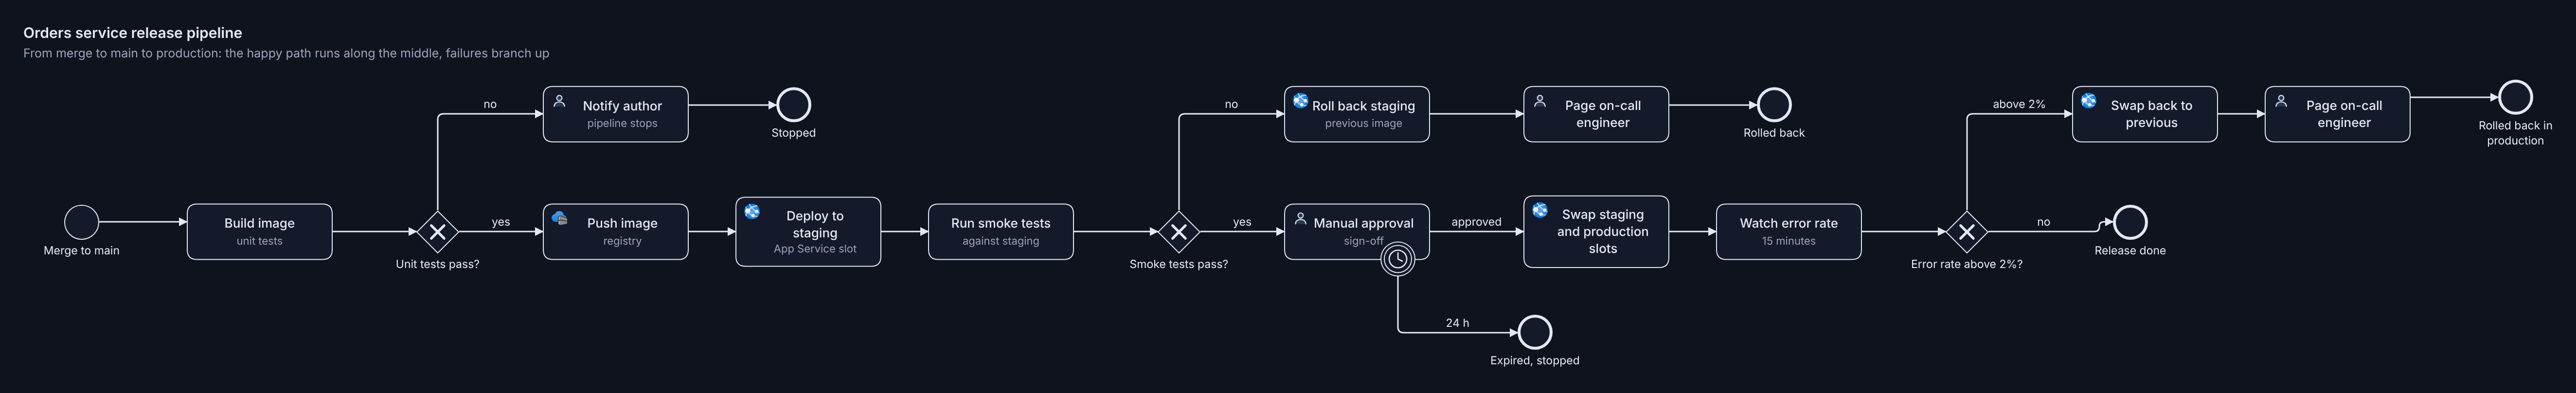 Orders service release pipeline
From merge to main to production: the happy path runs along the middle, failures branch up
no
Notify author
pipeline stops
Stopped
no
Roll back staging
previous image
Page on-call
engineer
Rolled back
above 2%
Swap back to
previous
Page on-call
engineer
Rolled back in
production
Merge to main
Build image
unit tests
Unit tests pass?
yes
Push image
registry
Deploy to
staging
App Service slot
Run smoke tests
against staging
Smoke tests pass?
yes
Manual approval
sign-off
approved
Swap staging
and production
slots
Watch error rate
15 minutes
Error rate above 2%?
no
Release done
24 h
Expired, stopped